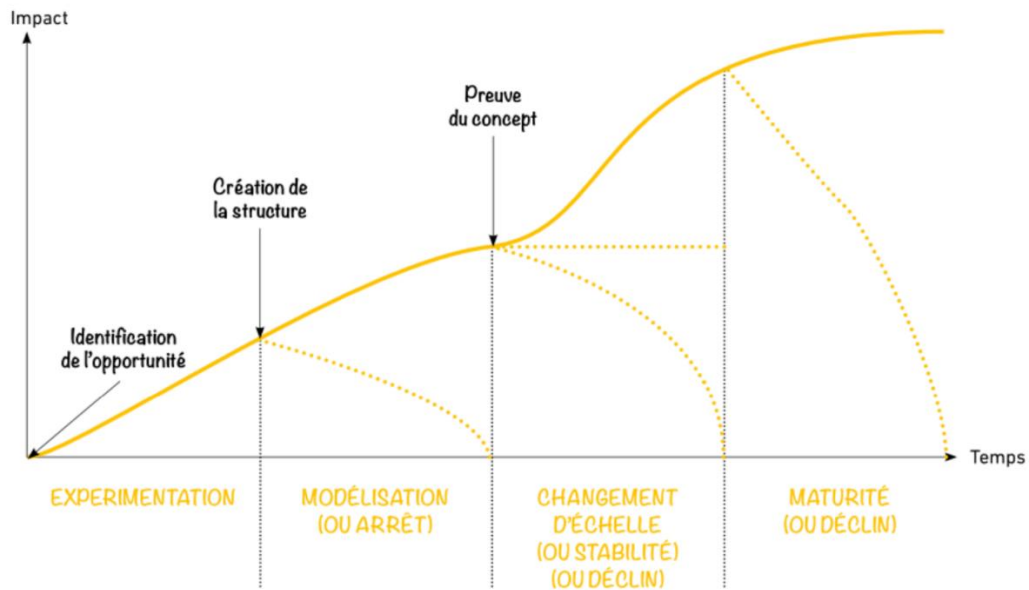 Impact
Preuve
du concept
Création de
la structure
Identification
de l'opportunité
Temps
EXPERIMENTATION
MODÉLISATION
(OU ARRÊT)
CHANGEMENT
D'ÉCHELLE
(OU STABILITÉ)
(OU DÉCLIN)
MATURITÉ
(OU DÉCLIN)